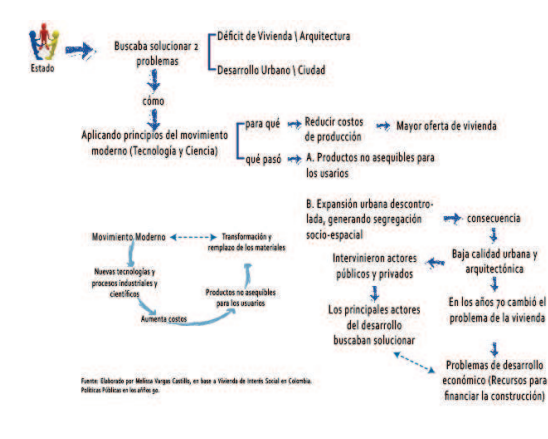 Estado
Buscaba solucionar 2
problemas
Déficit de Vivienda \ Arquitectura
Desarrollo Urbano \ Ciudad
cómo
Aplicando principios del movimiento
moderno (Tecnología y Ciencia)
para qué
Reducir costos
de producción
Mayor oferta de vivienda
qué pasó
A. Productos no asequibles para
los usarios
B. Expansión urbana descontro-
lada, generando segregación
socio-espacial
consecuencia
Baja calidad urbana y
arquitectónica
Intervinieron actores
públicos y privados
En los años 70 cambió el
problema de la vivienda
Los principales actores
del desarrollo
buscaban solucionar
Problemas de desarrollo
económico (Recursos para
financiar la construcción)
Movimiento Moderno
Transformación y
remplazo de los materiales
Nuevas tecnologías y
procesos industriales y
científicos
Productos no asequibles
para los usuarios
Aumenta costos
Fuente: Elaborado por Melissa Vargas Castilla, en base a Vivienda de Interés Social en Colombia.
Políticas Públicas en los años 90.